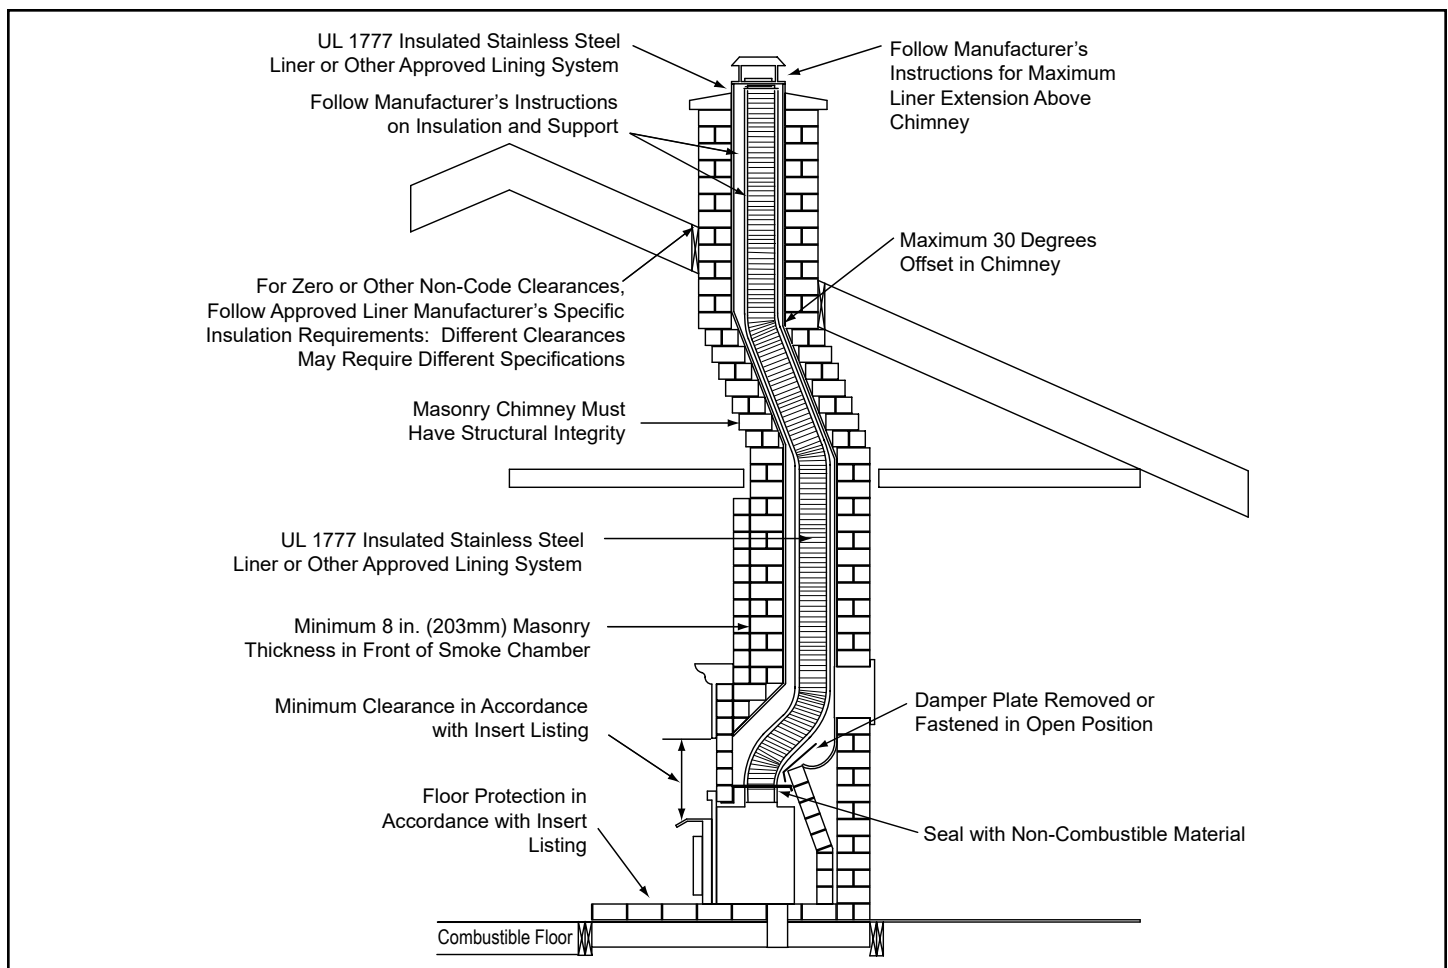 UL 1777 Insulated Stainless Steel
Liner or Other Approved Lining System
Follow Manufacturer's
Instructions for Maximum
Liner Extension Above
Chimney
Follow Manufacturer's Instructions
on Insulation and Support
Maximum 30 Degrees
Offset in Chimney
For Zero or Other Non-Code Clearances,
Follow Approved Liner Manufacturer's Specific
Insulation Requirements: Different Clearances
May Require Different Specifications
Masonry Chimney Must
Have Structural Integrity
UL 1777 Insulated Stainless Steel
Liner or Other Approved Lining System
Minimum 8 in. (203mm) Masonry
Thickness in Front of Smoke Chamber
Minimum Clearance in Accordance
with Insert Listing
Damper Plate Removed or
Fastened in Open Position
Floor Protection in
Accordance with Insert
Listing
Seal with Non-Combustible Material
Combustible Floor